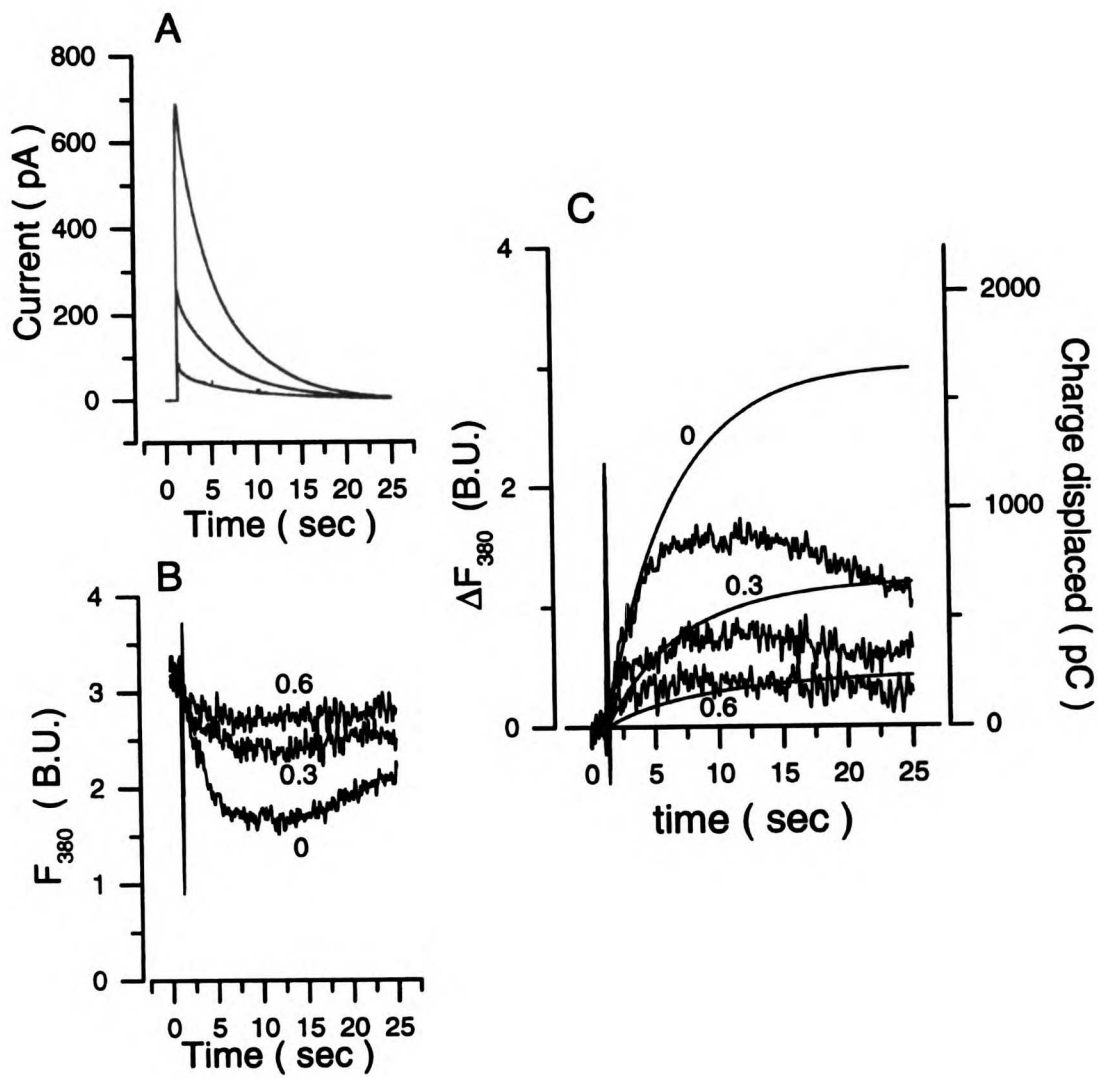 A
800
600
400
200
0
Current ( pA )
0 5 10 15 20 25
Time ( sec )
B
4
3
2
1
0
F380 ( B.U.)
0.6
0.3
0
0 5 10 15 20 25
Time ( sec )
C
4
2
0
ΔF380 (B.U.)
0
0.3
0.6
2000
1000
0
Charge displaced ( pC )
0 5 10 15 20 25
time ( sec )